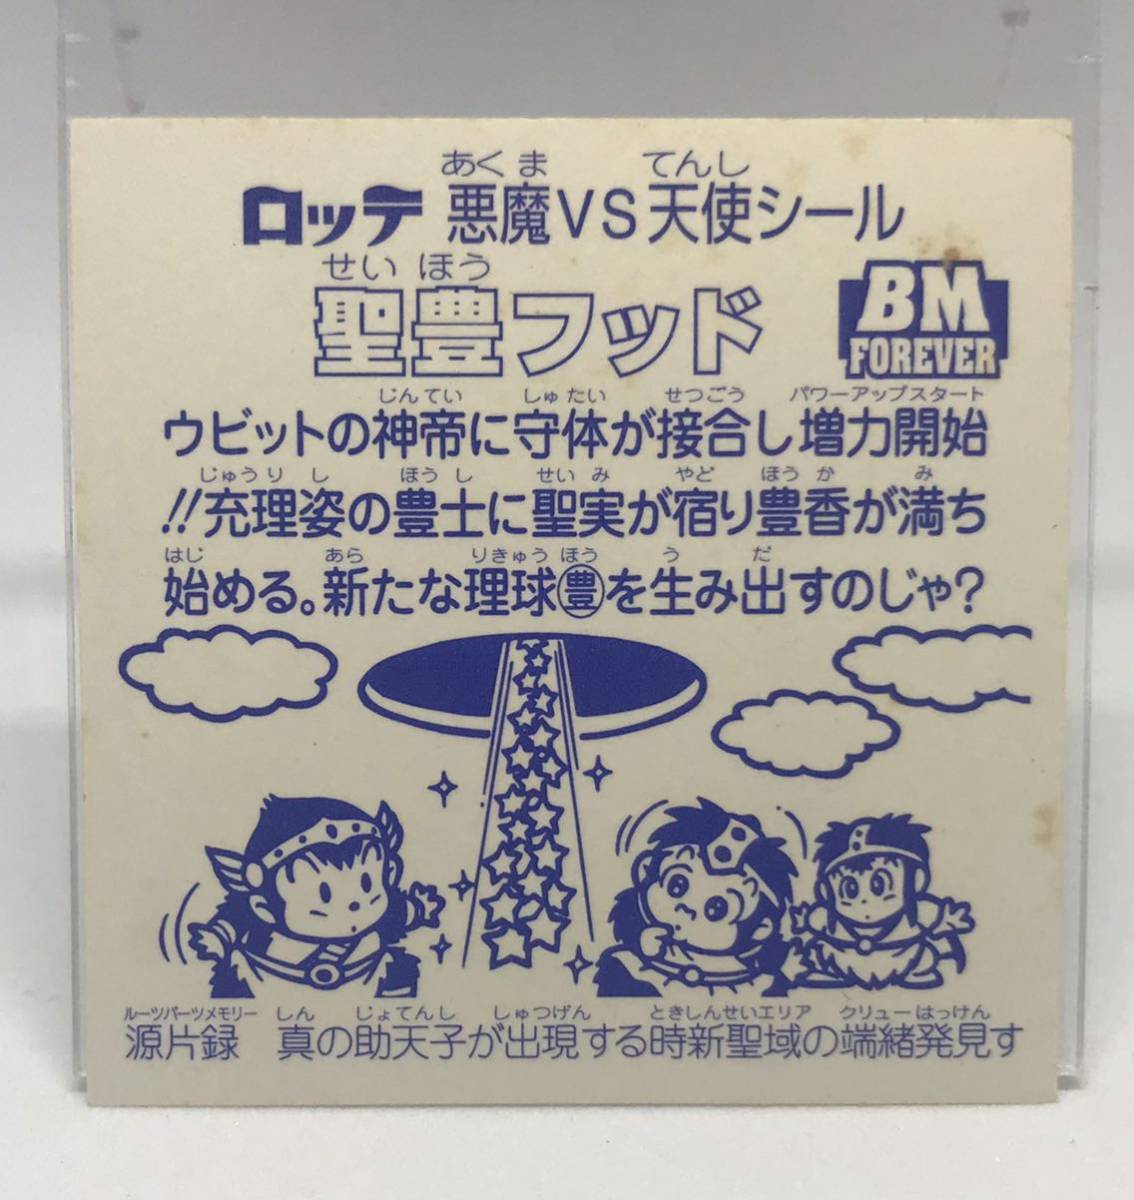 あくま てんし
ロッテ 悪魔VS天使シール
せい ほう
聖豊フッド
BM
FOREVER
じんてい しゅたい せつごう パワーアップスタート
ウビットの神帝に守体が接合し増力開始
じゅうり し ほう し せい み やど ほう か み
!!充理姿の豊士に聖実が宿り豊香が満ち
はじ あら りきゅう ほう う だ
始める。新たな理球豊を生み出すのじゃ?
ルーツパーツメモリー しん じょてんし しゅつげん ときしんせいエリア クリューはっけん
源片録 真の助天子が出現する時新聖域の端緒発見す